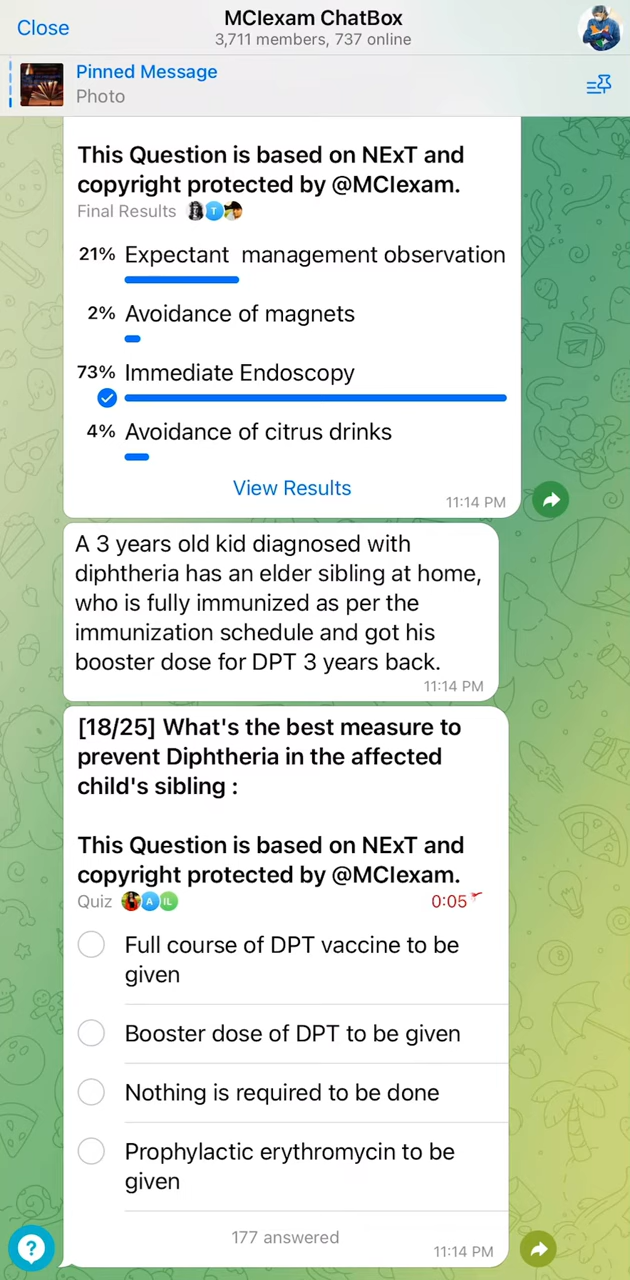 Close
MCIexam ChatBox
3,711 members, 737 online
Pinned Message
Photo
This Question is based on NExT and
copyright protected by @MCIexam.
Final Results
T
21% Expectant  management observation
2% Avoidance of magnets
73% Immediate Endoscopy
4% Avoidance of citrus drinks
View Results
11:14 PM
A 3 years old kid diagnosed with
diphtheria has an elder sibling at home,
who is fully immunized as per the
immunization schedule and got his
booster dose for DPT 3 years back.
11:14 PM
[18/25] What's the best measure to
prevent Diphtheria in the affected
child's sibling :
This Question is based on NExT and
copyright protected by @MCIexam.
Quiz A IL 0:05
Full course of DPT vaccine to be
given
Booster dose of DPT to be given
Nothing is required to be done
Prophylactic erythromycin to be
given
177 answered
11:14 PM
?